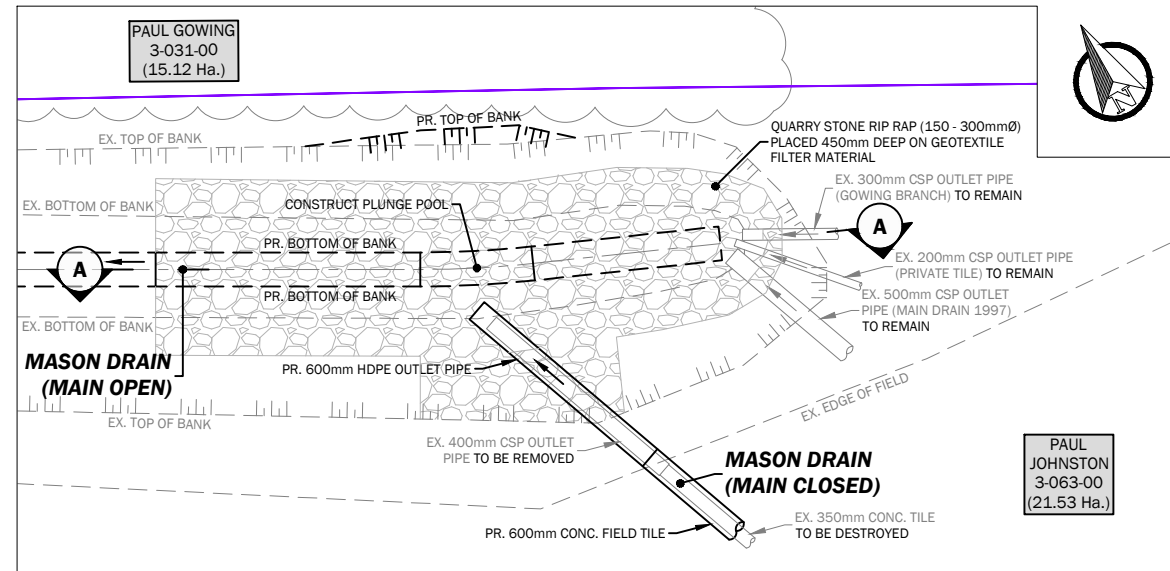 PAUL GOWING
3-031-00
(15.12 Ha.)
N
EX. TOP OF BANK
PR. TOP OF BANK
QUARRY STONE RIP RAP (150 - 300mmØ)
PLACED 450mm DEEP ON GEOTEXTILE
FILTER MATERIAL
EX. 300mm CSP OUTLET PIPE
(GOWING BRANCH) TO REMAIN
EX. BOTTOM OF BANK
CONSTRUCT PLUNGE POOL
PR. BOTTOM OF BANK
A
A
EX. 200mm CSP OUTLET PIPE
(PRIVATE TILE) TO REMAIN
PR. BOTTOM OF BANK
EX. 500mm CSP OUTLET
PIPE (MAIN DRAIN 1997)
TO REMAIN
EX. BOTTOM OF BANK
MASON DRAIN
(MAIN OPEN)
PR. 600mm HDPE OUTLET PIPE
EX. EDGE OF FIELD
EX. TOP OF BANK
EX. 400mm CSP OUTLET
PIPE TO BE REMOVED
MASON DRAIN
(MAIN CLOSED)
PAUL
JOHNSTON
3-063-00
(21.53 Ha.)
PR. 600mm CONC. FIELD TILE
EX. 350mm CONC. TILE
TO BE DESTROYED